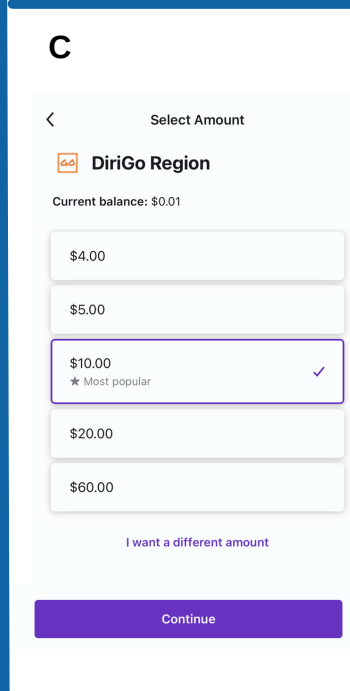 C
Select Amount
GO DiriGo Region
Current balance: $0.01
$4.00
$5.00
$10.00
★ Most popular
$20.00
$60.00
I want a different amount
Continue